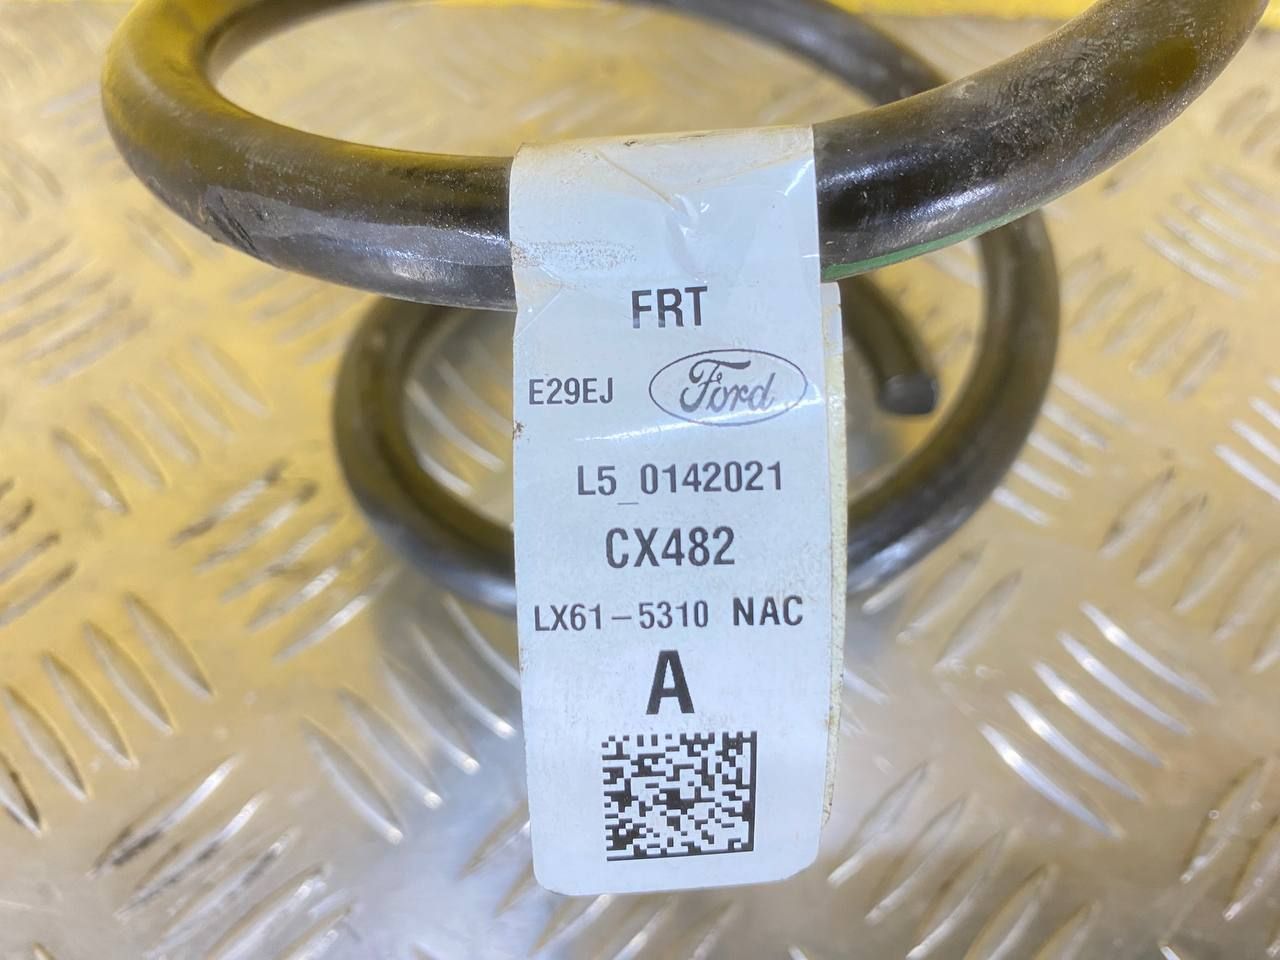 FRT
E29EJ Ford
L5_0142021
CX482
LX61-5310 NAC
A